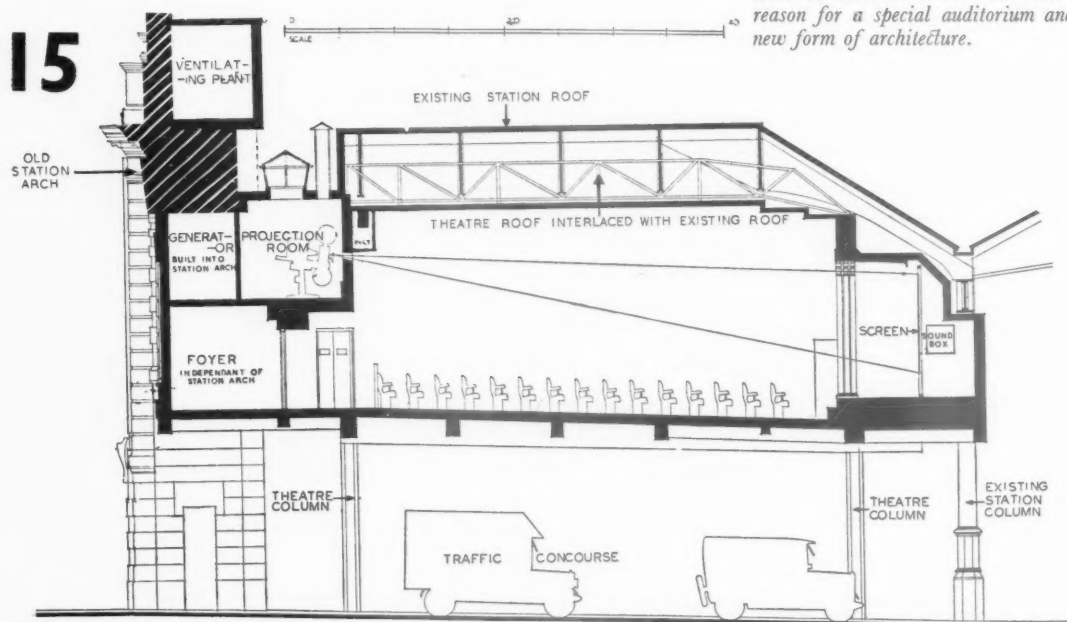 reason for a special auditorium and
new form of architecture.
15
0
20
40
SCALE
VENTILAT-
-ING PLANT
EXISTING STATION ROOF
OLD
STATION
ARCH
THEATRE ROOF INTERLACED WITH EXISTING ROOF
GENERAT-
-OR
BUILT INTO
STATION ARCH
PROJECTION
ROOM
SCREEN
SOUND
BOX
FOYER
INDEPENDANT OF
STATION ARCH
THEATRE
COLUMN
TRAFFIC CONCOURSE
THEATRE
COLUMN
EXISTING
STATION
COLUMN